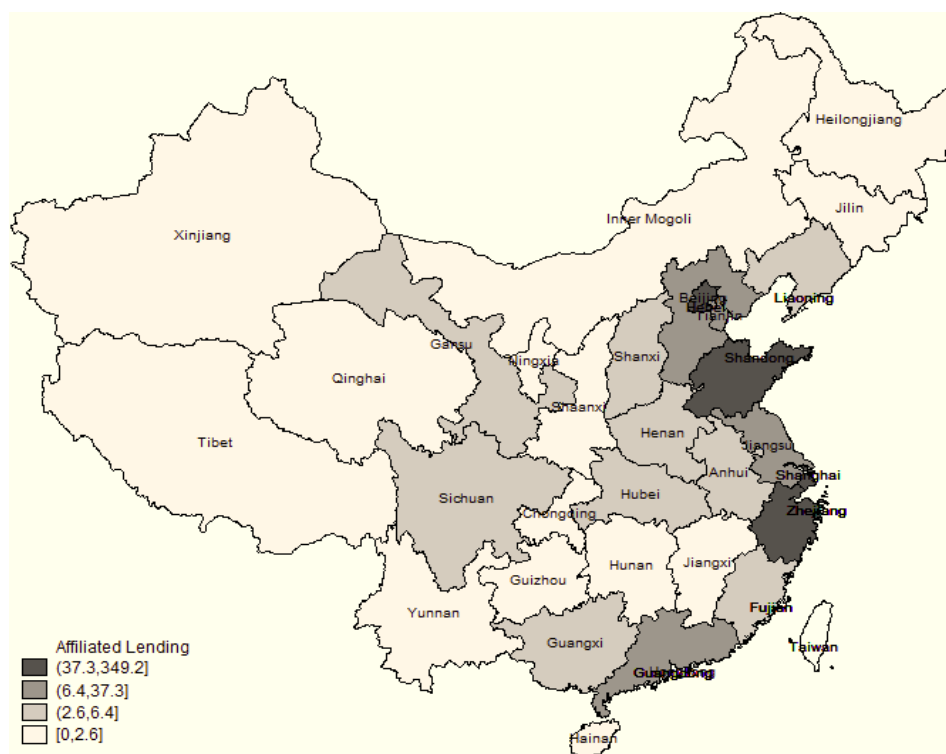 Heilongjiang
Jilin
Inner Mogoli
Xinjiang
Beijing
Hebei
Tianjin
Liaoning
Gansu
Ningxia
Shanxi
Shandong
Qinghai
Shaanxi
Henan
Jiangsu
Tibet
Anhui
Shanghai
Sichuan
Hubei
Chongqing
Zhejiang
Guizhou
Hunan
Jiangxi
Yunnan
Fujian
Guangxi
Taiwan
Guangdong
Hainan
Affiliated Lending
(37.3,349.2]
(6.4,37.3]
(2.6,6.4]
[0,2.6]